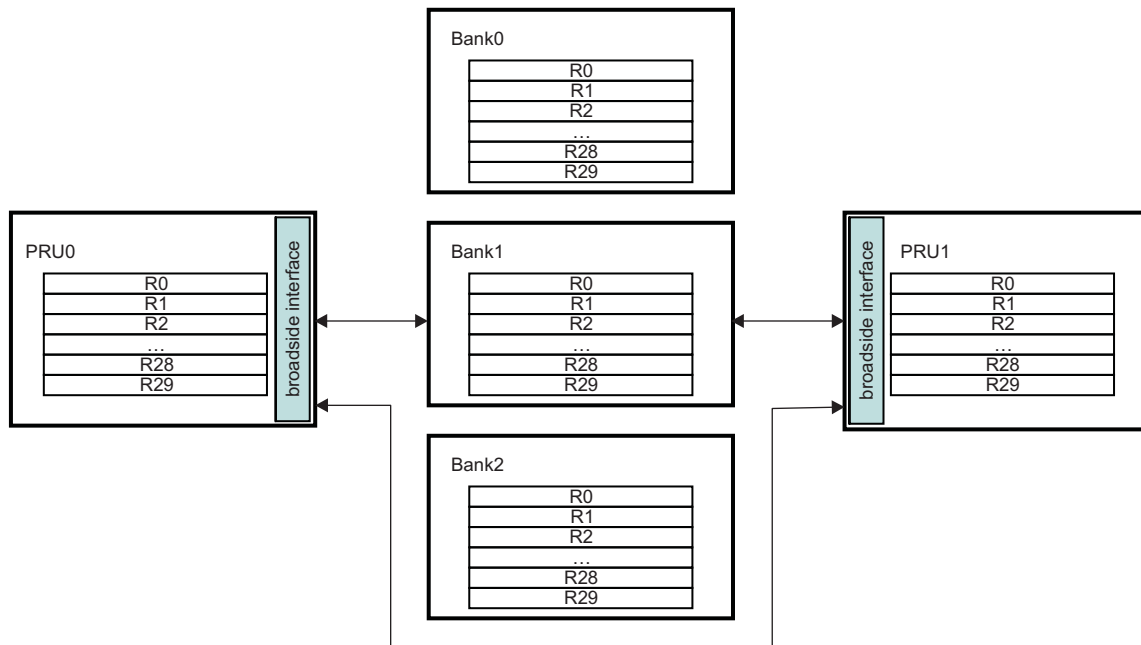 Bank0
R0
R1
R2
...
R28
R29
PRU0
R0
R1
R2
...
R28
R29
broadside interface
Bank1
R0
R1
R2
...
R28
R29
broadside interface
PRU1
R0
R1
R2
...
R28
R29
Bank2
R0
R1
R2
...
R28
R29